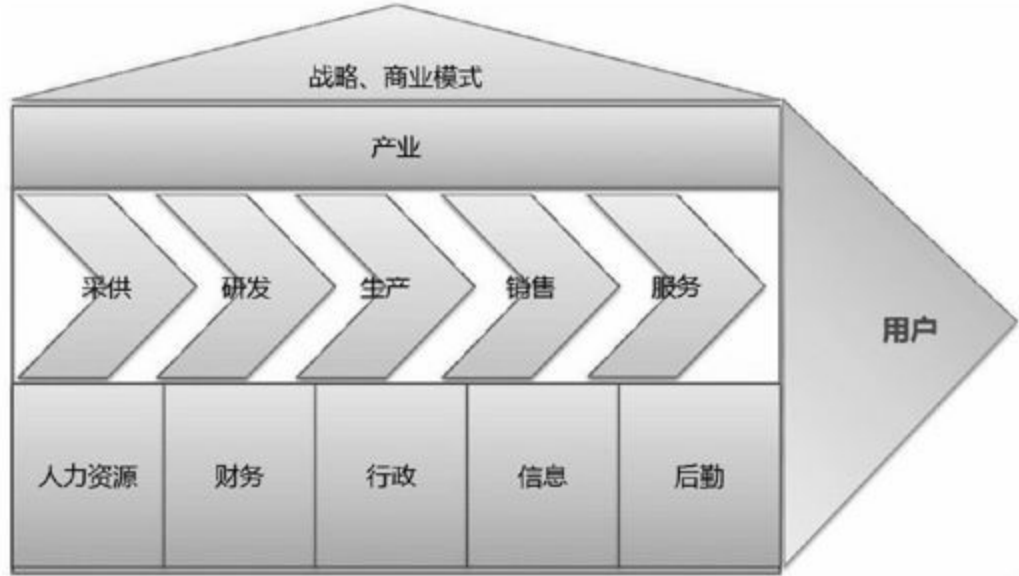 战略、商业模式
产业
采供 研发 生产 销售 服务
用户
人力资源 财务 行政 信息 后勤